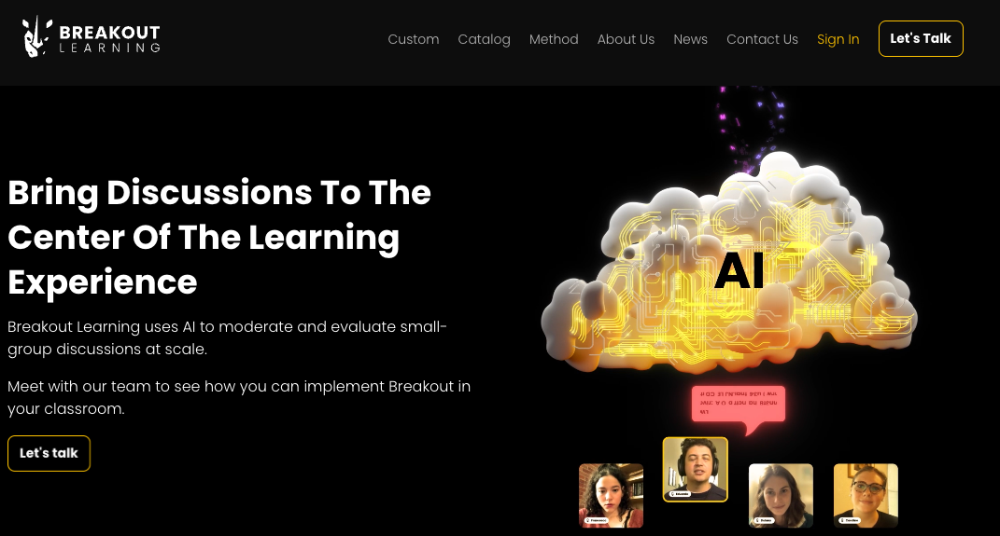 BREAKOUT
LEARNING
Custom
Catalog
Method
About Us
News
Contact Us
Sign In
Let's Talk
Bring Discussions To The
Center Of The Learning
Experience
Breakout Learning uses AI to moderate and evaluate small-
group discussions at scale.
Meet with our team to see how you can implement Breakout in
your classroom.
Let's talk
AI